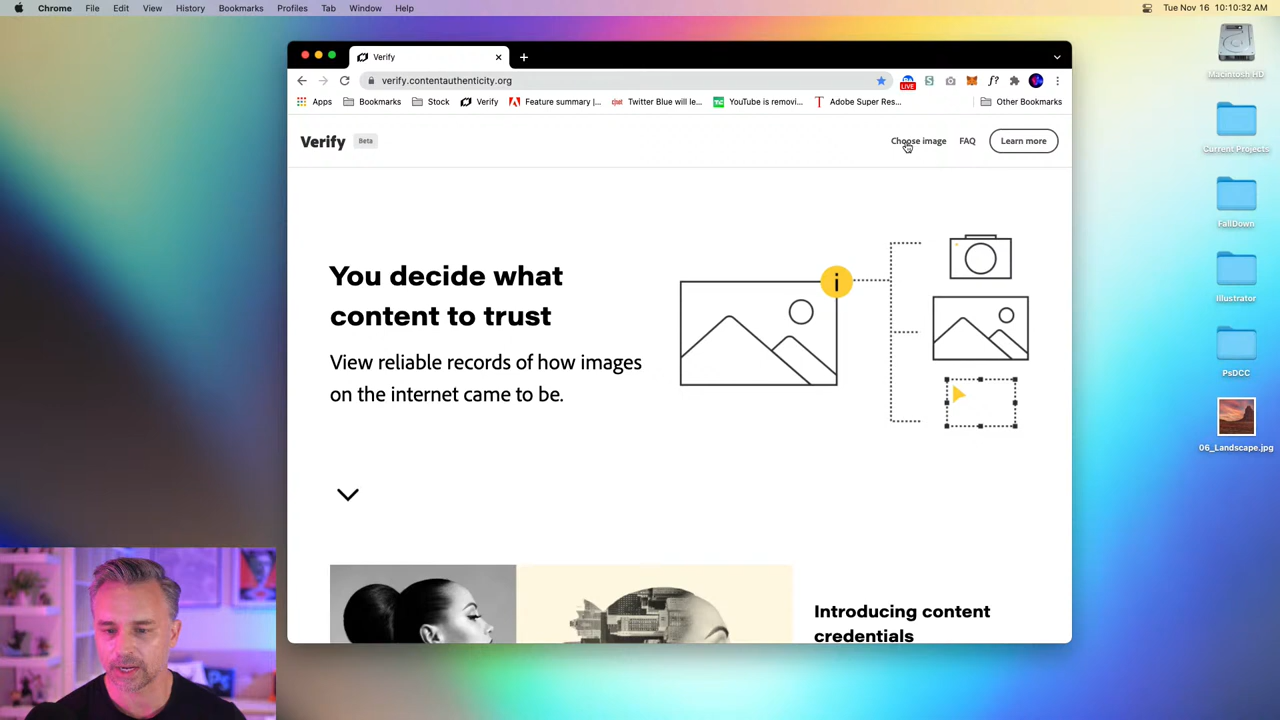 Chrome File Edit View History Bookmarks Profiles Tab Window Help
Tue Nov 16 10:10:32 AM
Verify
verify.contentauthenticity.org
LIVE
Apps Bookmarks Stock Verify Feature summary |... Twitter Blue will le... YouTube is removi... Adobe Super Res... Other Bookmarks
Verify Beta
Choose image FAQ Learn more
You decide what
content to trust
View reliable records of how images
on the internet came to be.
Introducing content
credentials
Macintosh HD
Current Projects
FallDown
Illustrator
PsDCC
06_Landscape.jpg